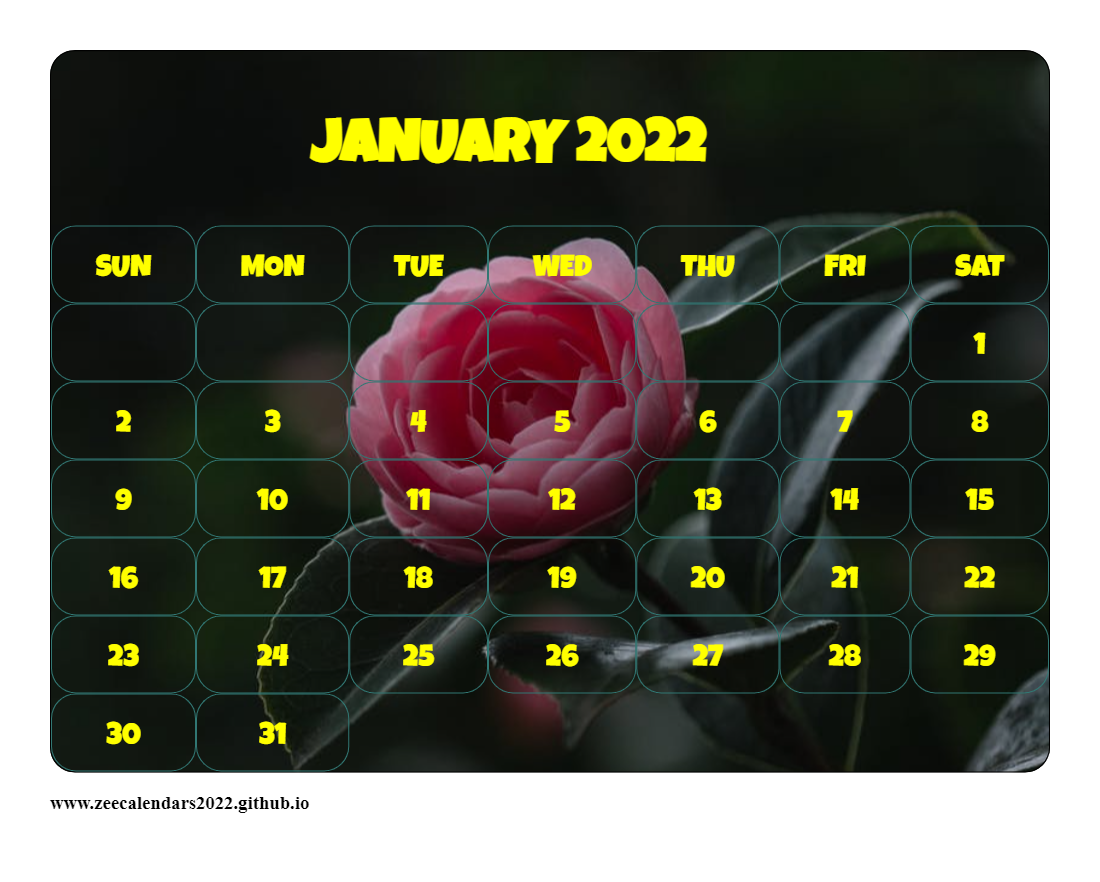 JANUARY 2022
SUN MON TUE WED THU FRI SAT
1
2 3 4 5 6 7 8
9 10 11 12 13 14 15
16 17 18 19 20 21 22
23 24 25 26 27 28 29
30 31
www.zeecalendars2022.github.io